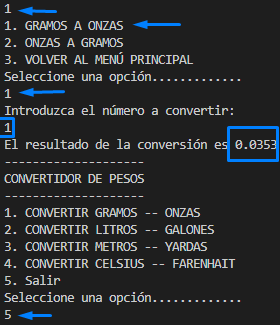 1
1. GRAMOS A ONZAS
2. ONZAS A GRAMOS
3. VOLVER AL MENÚ PRINCIPAL
Seleccione una opción.............
1
Introduzca el número a convertir:
1
El resultado de la conversión es 0.0353
--------------------
CONVERTIDOR DE PESOS
--------------------
1. CONVERTIR GRAMOS -- ONZAS
2. CONVERTIR LITROS -- GALONES
3. CONVERTIR METROS -- YARDAS
4. CONVERTIR CELSIUS -- FARENHAIT
5. Salir
Seleccione una opción.............
5